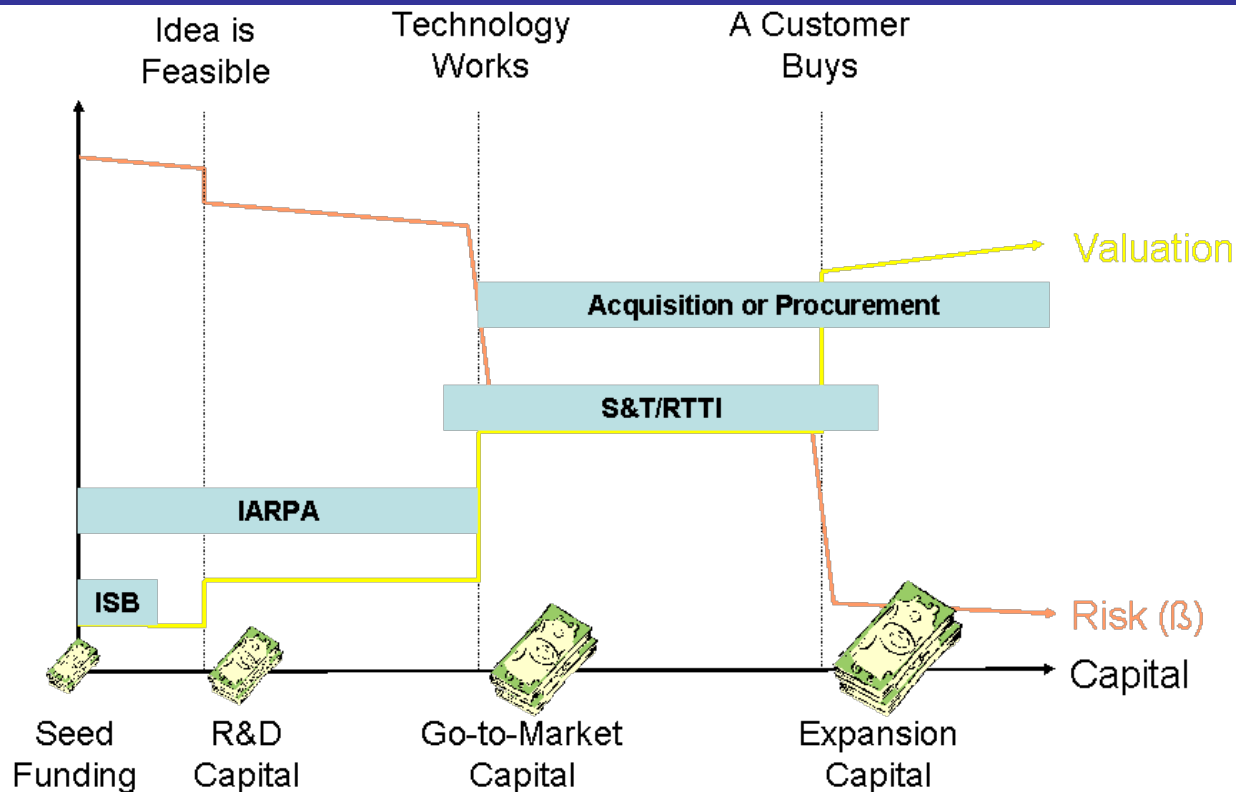 Idea is
Feasible
Technology
Works
A Customer
Buys
Valuation
Acquisition or Procurement
S&T/RTTI
IARPA
ISB
Risk (ß)
Capital
Seed
Funding
R&D
Capital
Go-to-Market
Capital
Expansion
Capital